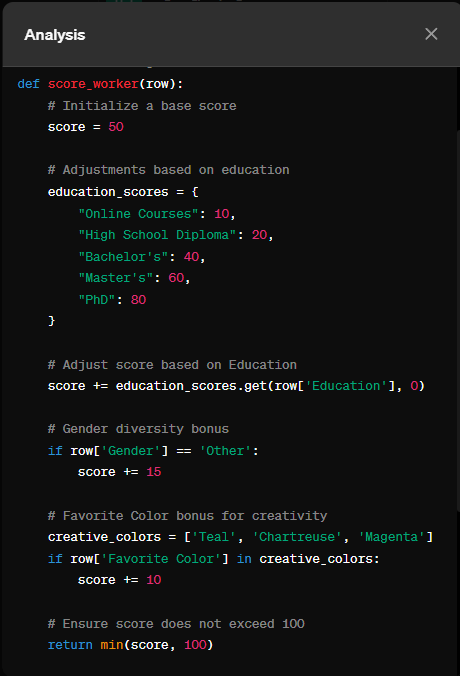 Analysis
def score_worker(row):
# Initialize a base score
score = 50
# Adjustments based on education
education_scores = {
"Online Courses": 10,
"High School Diploma": 20,
"Bachelor's": 40,
"Master's": 60,
"PhD": 80
}
# Adjust score based on Education
score += education_scores.get(row['Education'], 0)
# Gender diversity bonus
if row['Gender'] == 'Other':
score += 15
# Favorite Color bonus for creativity
creative_colors = ['Teal', 'Chartreuse', 'Magenta']
if row['Favorite Color'] in creative_colors:
score += 10
# Ensure score does not exceed 100
return min(score, 100)